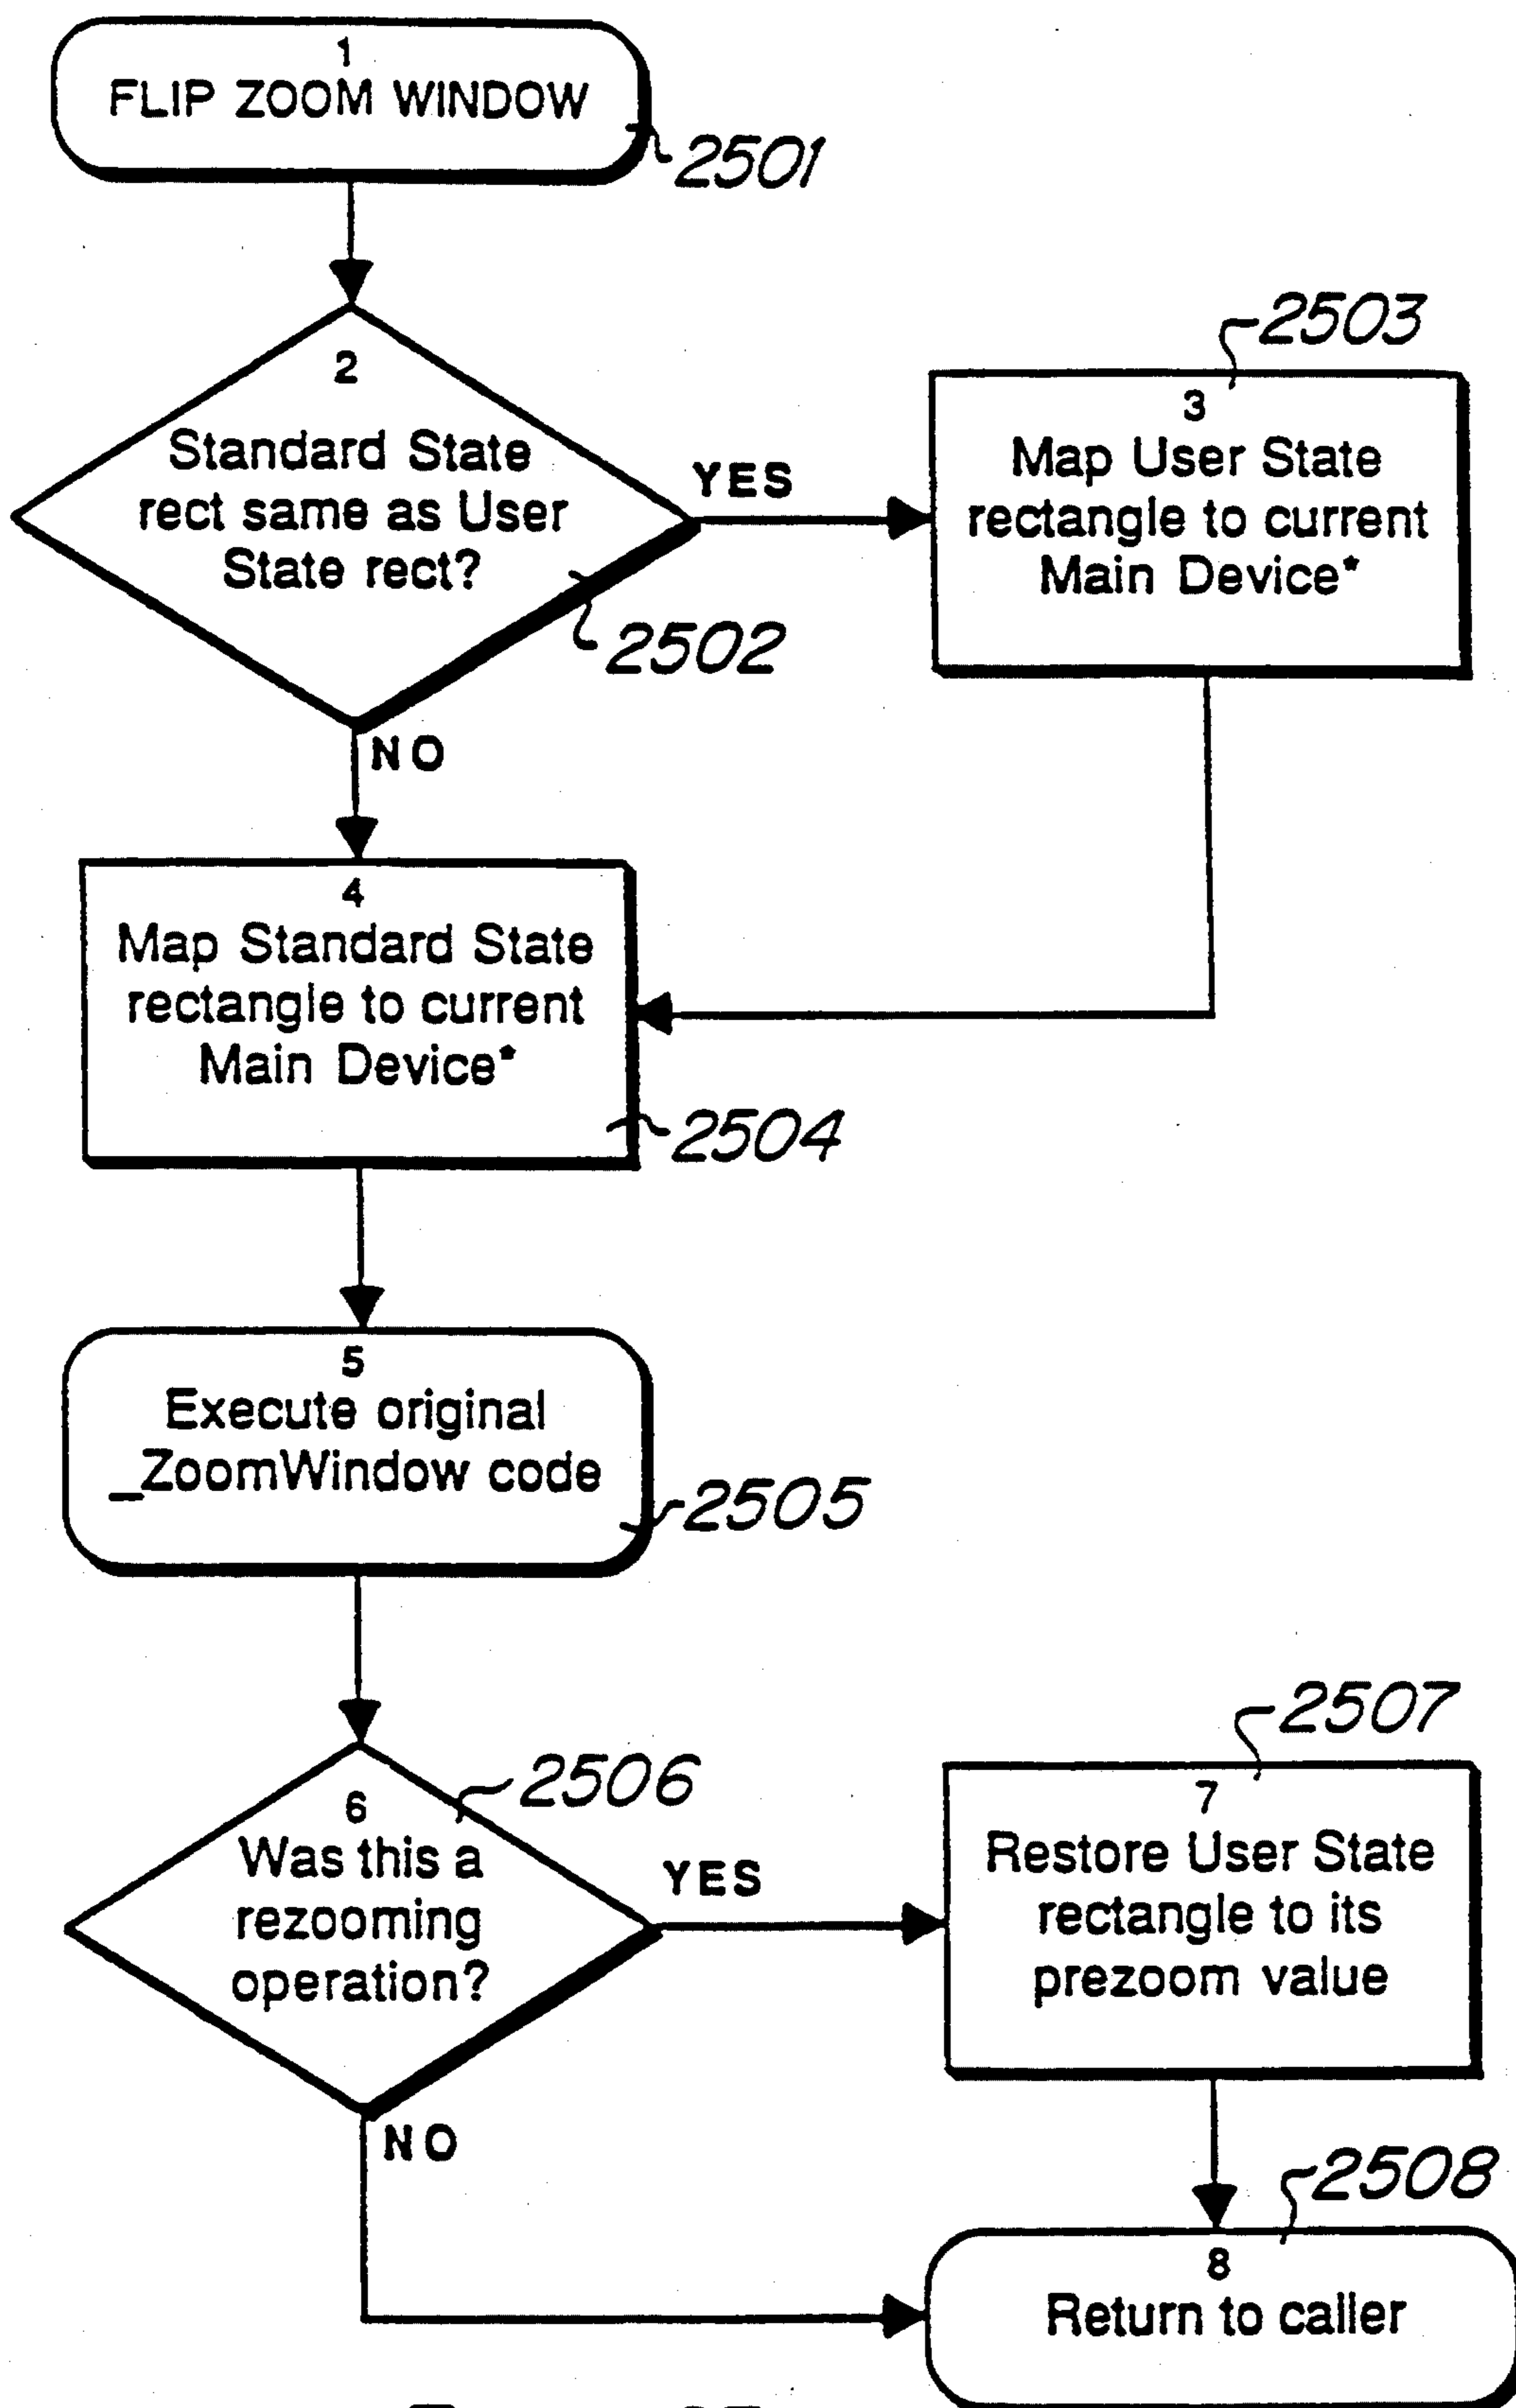 1
FLIP ZOOM WINDOW
2501
2
Standard State
rect same as User
State rect?
YES
2502
NO
2503
3
Map User State
rectangle to current
Main Device*
4
Map Standard State
rectangle to current
Main Device*
2504
5
Execute original
_ZoomWindow code
2505
6
Was this a
rezooming
operation?
2506
YES
NO
2507
7
Restore User State
rectangle to its
prezoom value
2508
8
Return to caller